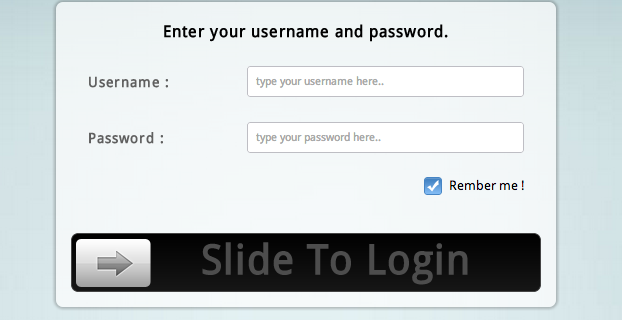 Enter your username and password.
Username :
type your username here..
Password :
type your password here..
Rember me !
Slide To Login